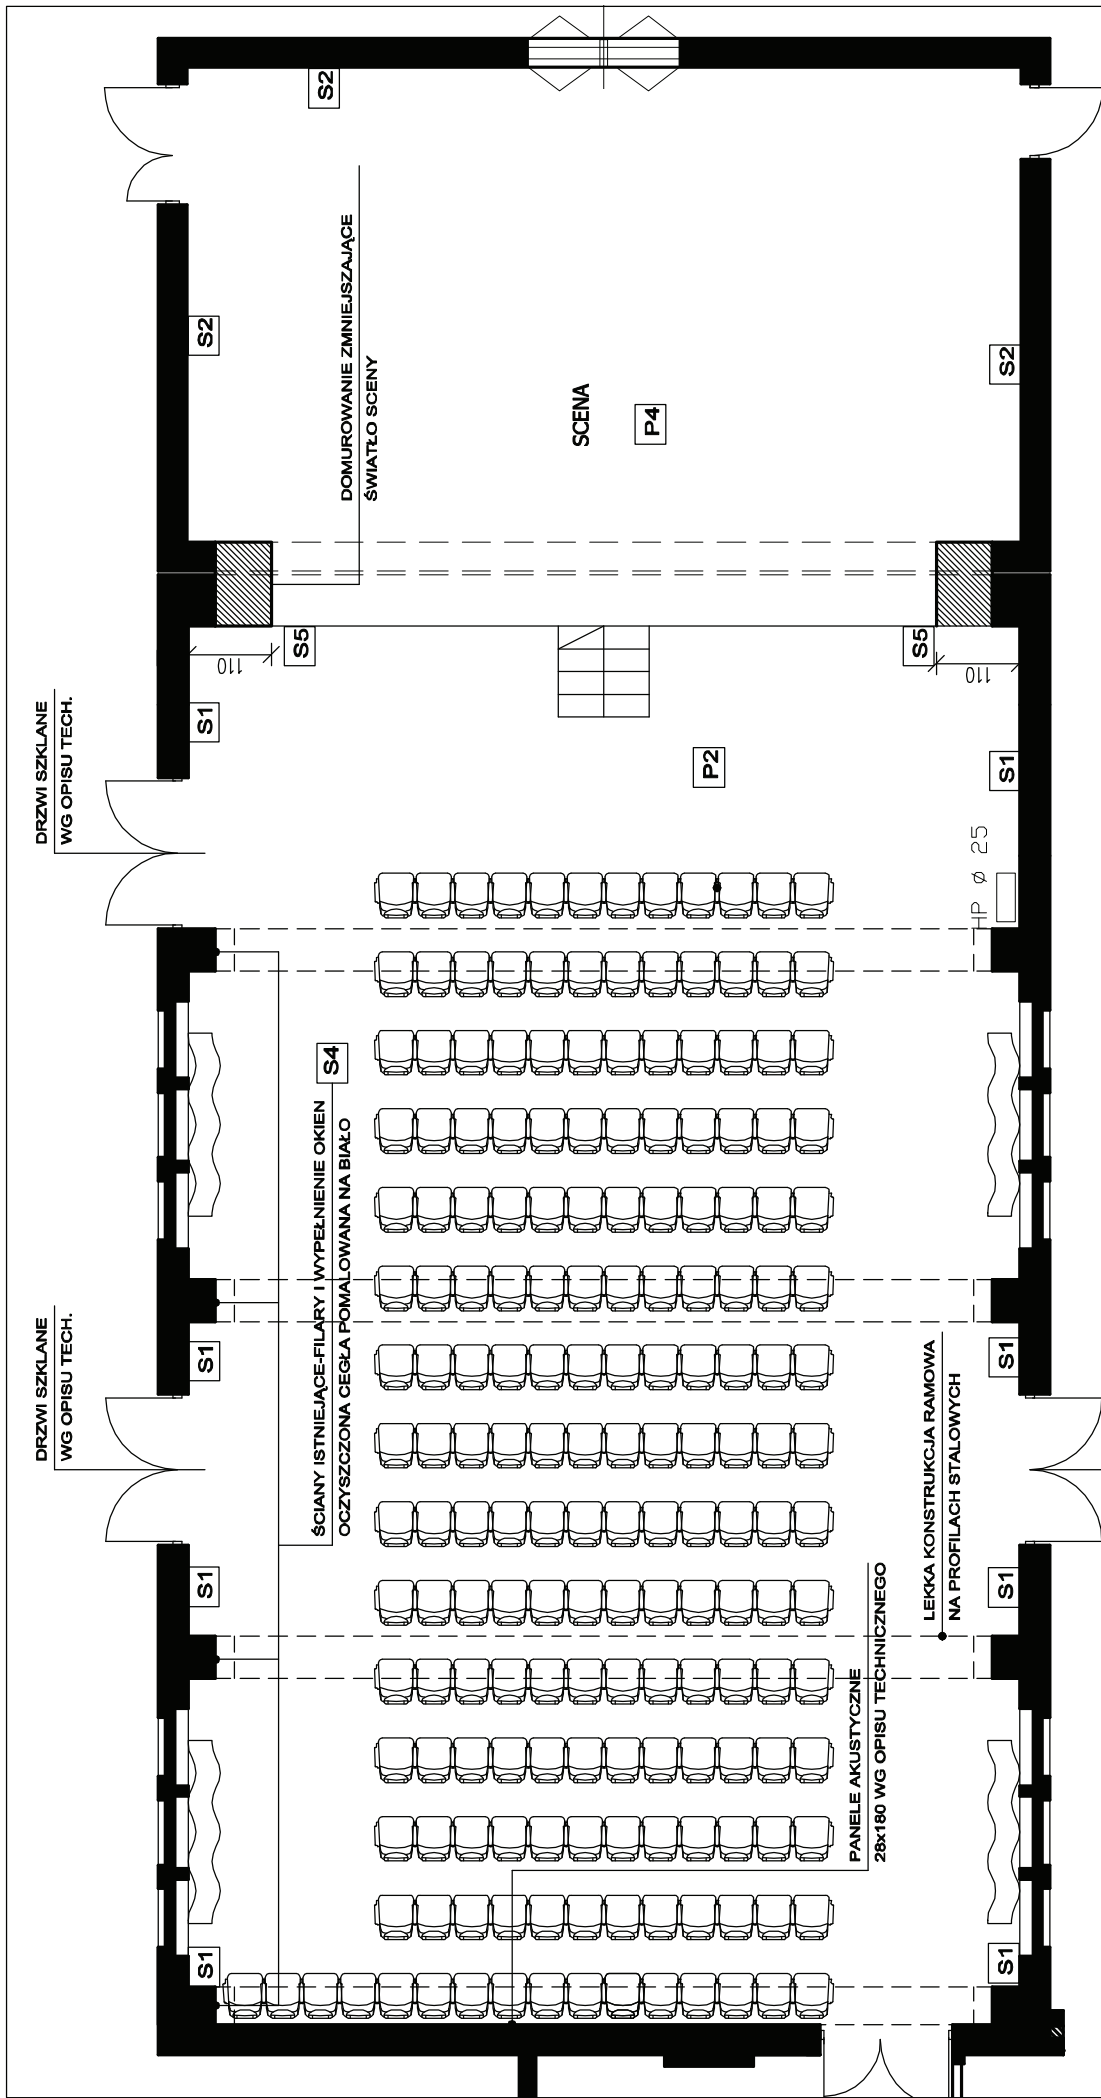 DRZWI SZKLANE
WG OPISU TECH.
DRZWI SZKLANE
WG OPISU TECH.
S1
S1
S1
S1
S2
S2
ŚCIANY ISTNIEJĄCE-FILARY I WYPEŁNIENIE OKIEN
OCZYSZCZONA CEGŁA POMALOWANA NA BIAŁO
S4
110
S5
DOMUROWANIE ZMNIEJSZAJĄCE
ŚWIATŁO SCENY
SCENA
P4
P2
PANELE AKUSTYCZNE
28x180 WG OPISU TECHNICZNEGO
LEKKA KONSTRUKCJA RAMOWA
NA PROFILACH STALOWYCH
HP ø 25
S5
110
S1
S1
S1
S1
S2